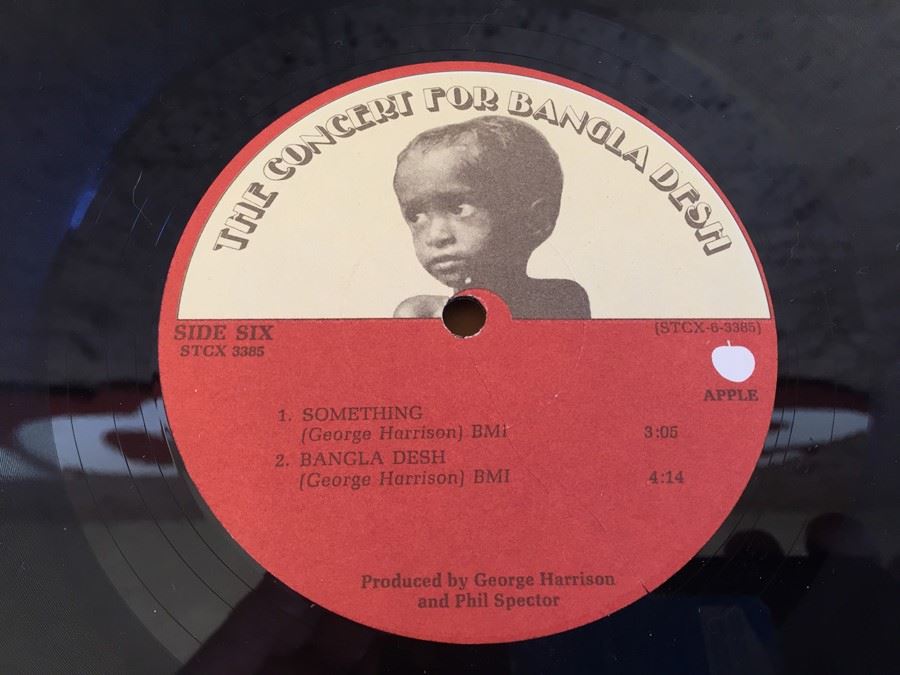 THE CONCERT FOR BANGLA DESH
SIDE SIX
STCX 3385
(STCX-6-3385)
APPLE
1. SOMETHING
(George Harrison) BMI 3:05
2. BANGLA DESH
(George Harrison) BMI 4:14
Produced by George Harrison
and Phil Spector